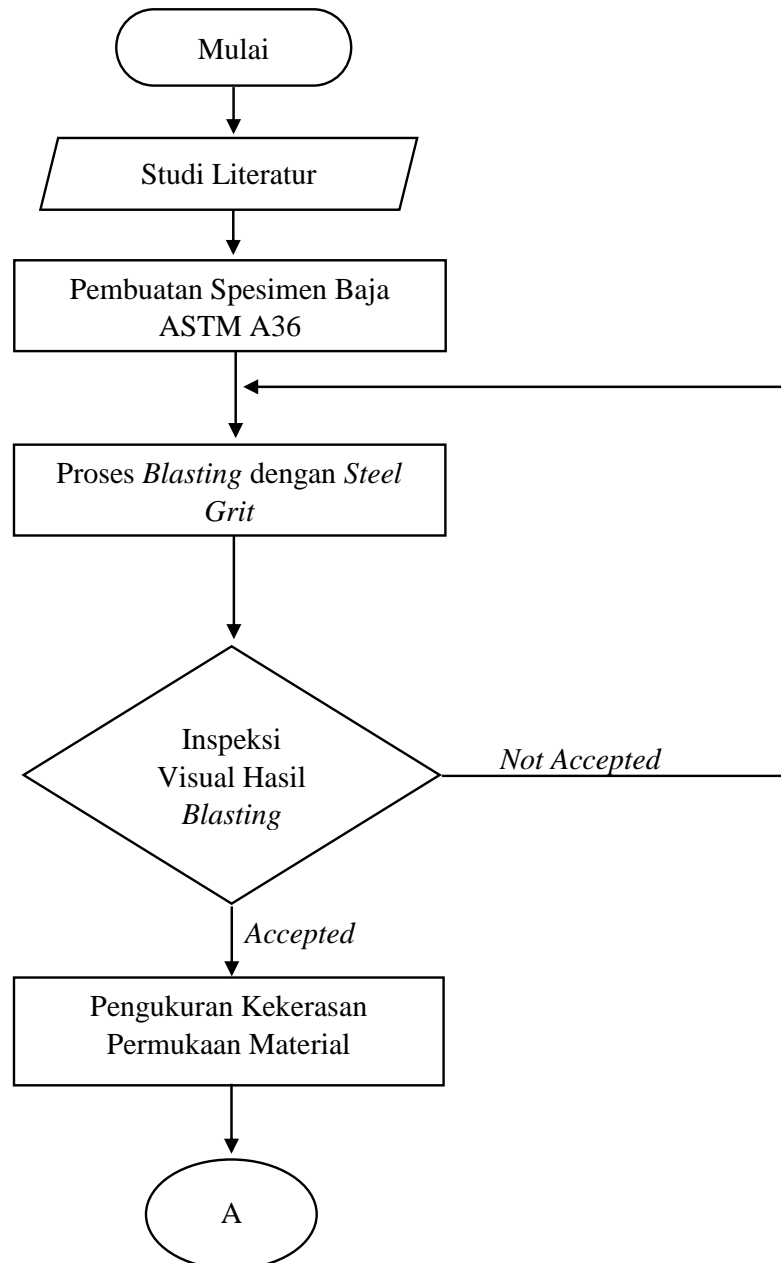 Mulai
Studi Literatur
Pembuatan Spesimen Baja
ASTM A36
Proses Blasting dengan Steel
Grit
Inspeksi
Visual Hasil
Blasting
Not Accepted
Accepted
Pengukuran Kekerasan
Permukaan Material
A